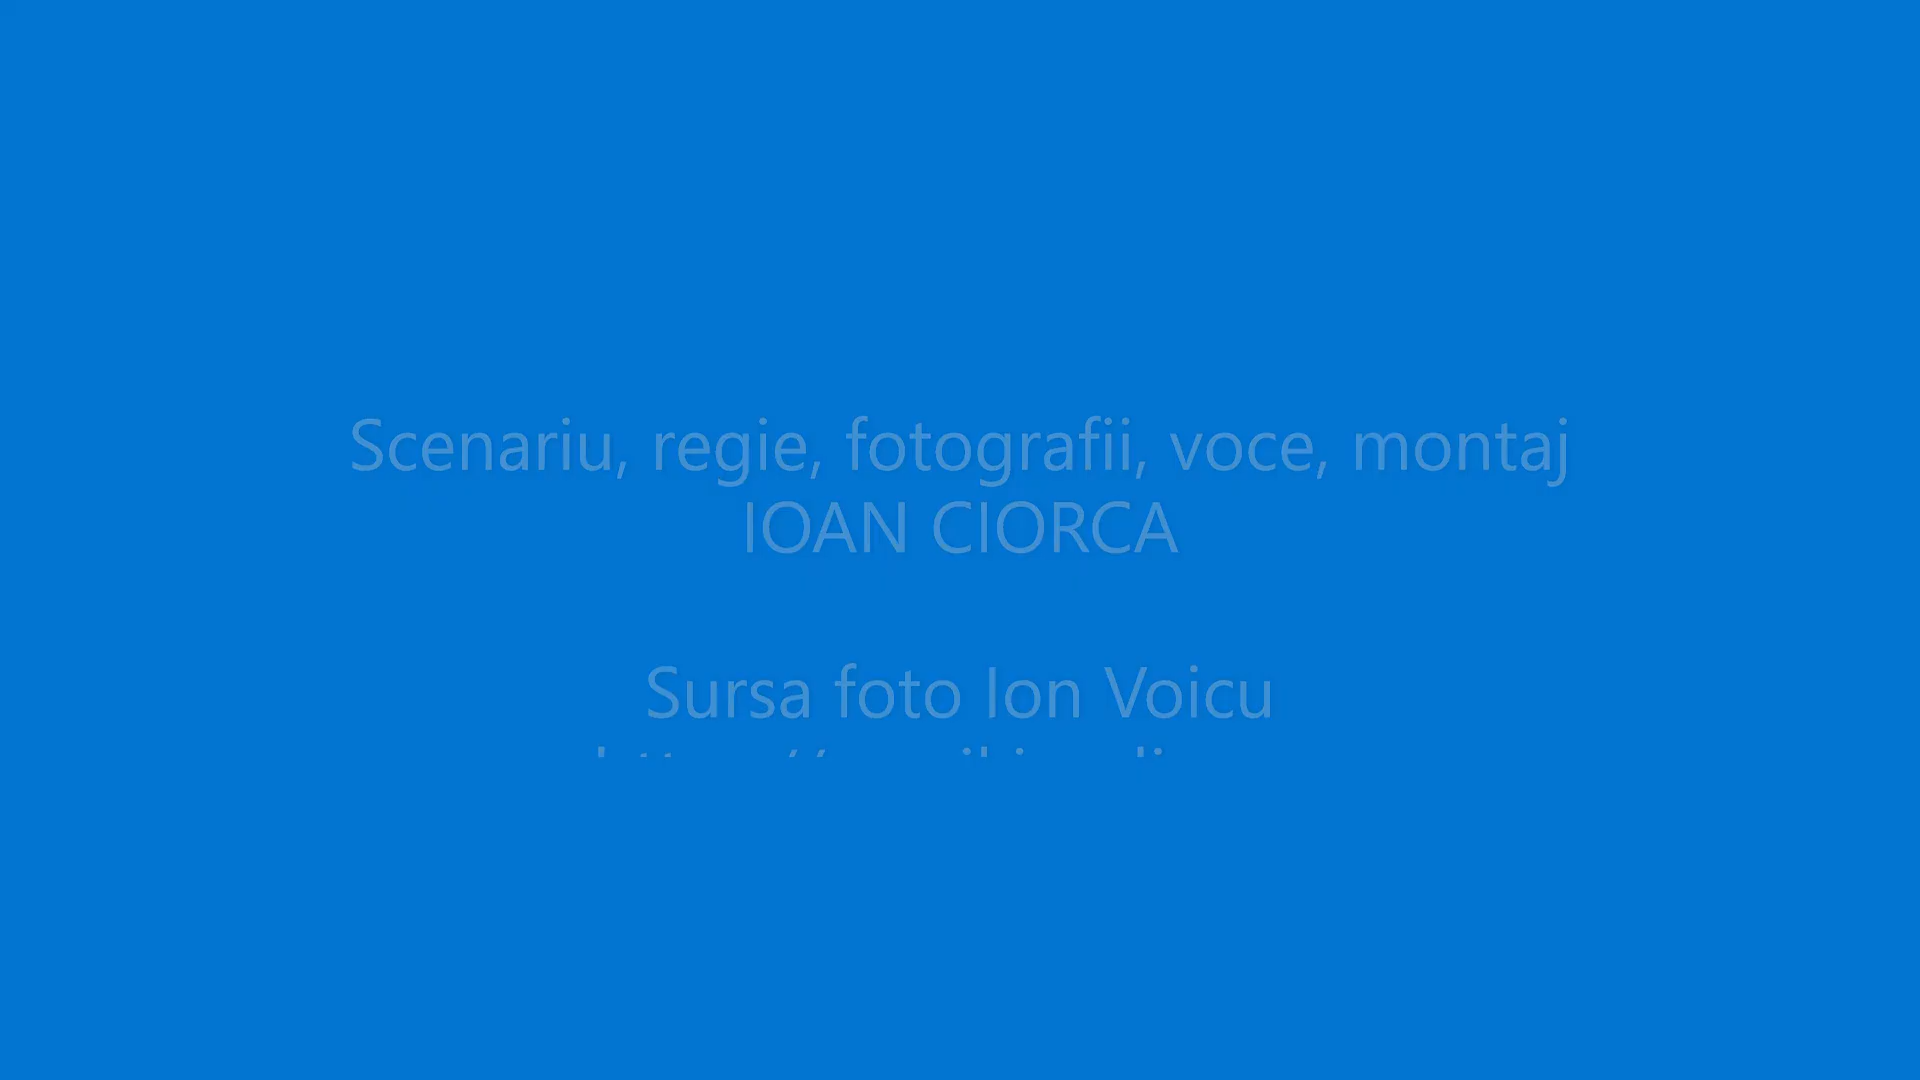 Scenariu, regie, fotografii, voce, montaj
IOAN CIORCA
Sursa foto Ion Voicu